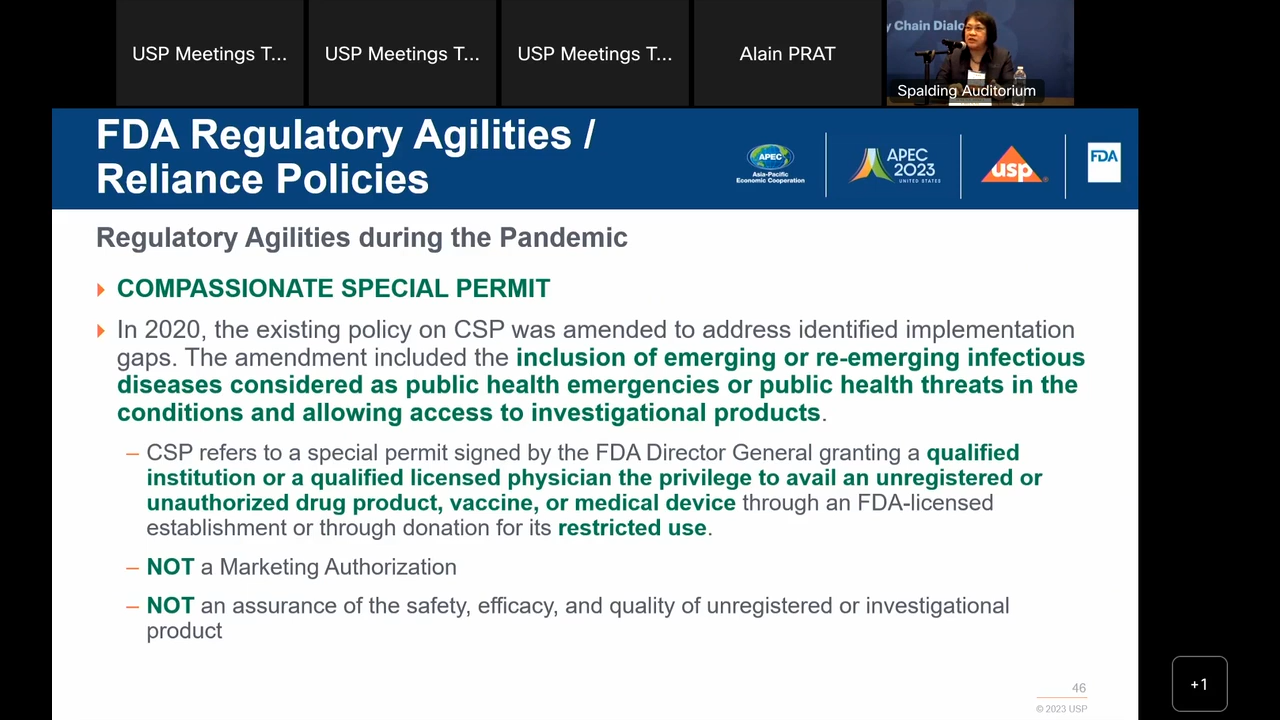 USP Meetings T...
USP Meetings T...
USP Meetings T...
Alain PRAT
y Chain Dialo
Spalding Auditorium
FDA Regulatory Agilities /
Reliance Policies
APEC
Asia-Pacific
Economic Cooperation
APEC
2023
UNITED STATES
usp
FDA
Regulatory Agilities during the Pandemic
COMPASSIONATE SPECIAL PERMIT
In 2020, the existing policy on CSP was amended to address identified implementation
gaps. The amendment included the inclusion of emerging or re-emerging infectious
diseases considered as public health emergencies or public health threats in the
conditions and allowing access to investigational products.
– CSP refers to a special permit signed by the FDA Director General granting a qualified
institution or a qualified licensed physician the privilege to avail an unregistered or
unauthorized drug product, vaccine, or medical device through an FDA-licensed
establishment or through donation for its restricted use.
– NOT a Marketing Authorization
– NOT an assurance of the safety, efficacy, and quality of unregistered or investigational
product
46
© 2023 USP
+1